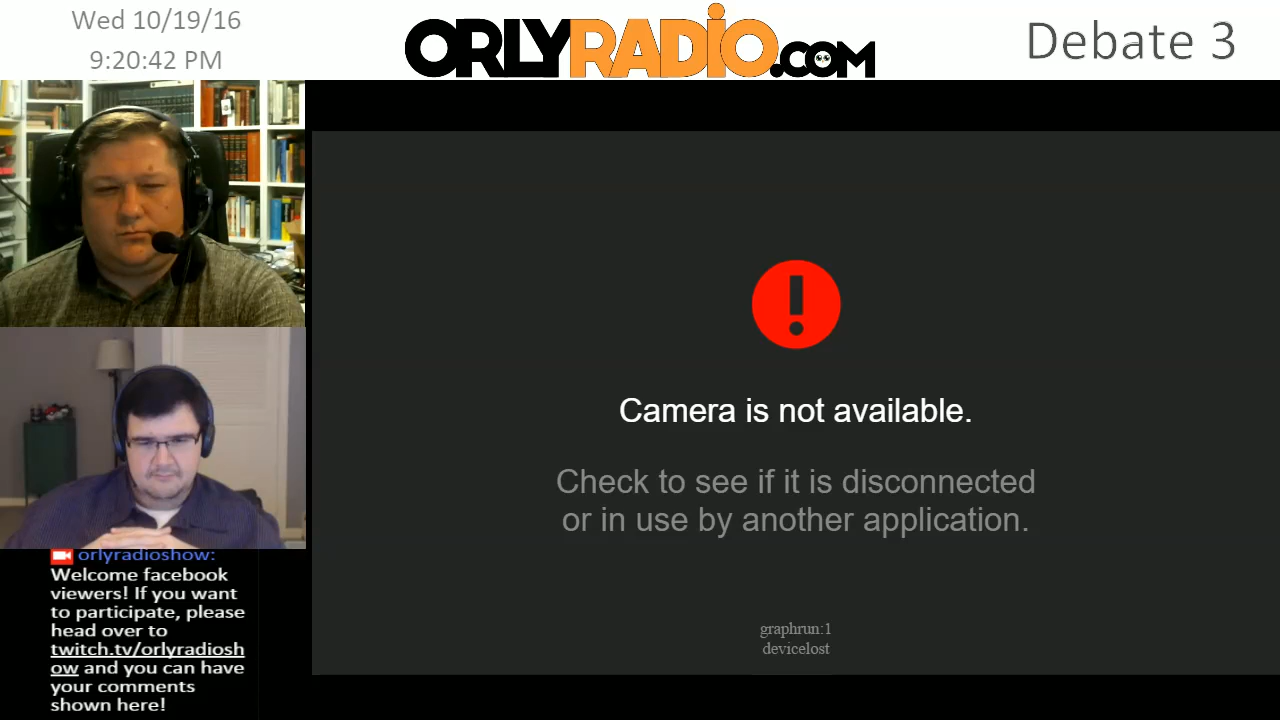 Wed 10/19/16
9:20:42 PM
ORLYRADIO.COM
Debate 3
Camera is not available.
Check to see if it is disconnected
or in use by another application.
graphrun:1
devicelost
orlyradioshow:
Welcome facebook
viewers! If you want
to participate, please
head over to
twitch.tv/orlyradiosh
ow and you can have
your comments
shown here!